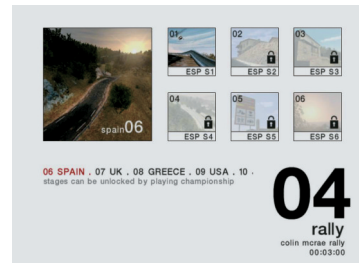 spain06
01
ESP S1
02
ESP S2
03
ESP S3
04
ESP S4
05
ESP S5
06
ESP S6
06 SPAIN . 07 UK . 08 GREECE . 09 USA . 10 .
stages can be unlocked by playing championship
04
rally
colin mcrae rally
00:03:00